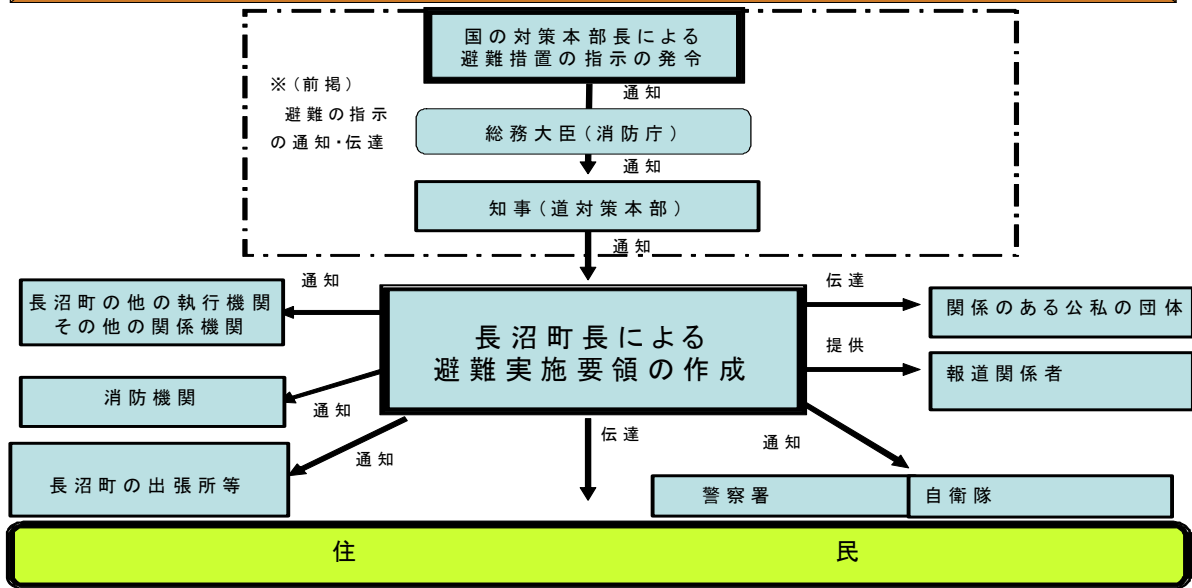 国の対策本部長による
避難措置の指示の発令
通知
※(前掲)
避難の指示
の通知・伝達
総務大臣(消防庁)
通知
知事(道対策本部)
通知
通知
伝達
長沼町の他の執行機関
その他の関係機関
長沼町長による
避難実施要領の作成
関係のある公私の団体
提供
報道関係者
消防機関
通知
伝達
通知
通知
長沼町の出張所等
警察署
自衛隊
住民